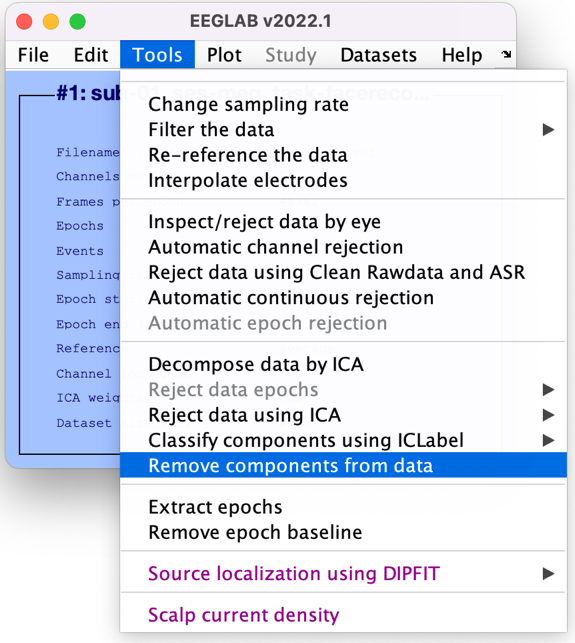 EEGLAB v2022.1
File Edit Tools Plot Study Datasets Help
#1: sub-01_ses-meg_task-facereco...
Change sampling rate
Filter the data
Re-reference the data
Interpolate electrodes
Inspect/reject data by eye
Automatic channel rejection
Reject data using Clean Rawdata and ASR
Automatic continuous rejection
Automatic epoch rejection
Decompose data by ICA
Reject data epochs
Reject data using ICA
Classify components using ICLabel
Remove components from data
Extract epochs
Remove epoch baseline
Source localization using DIPFIT
Scalp current density
Filename
Channels
Frames
Epochs
Events
Sampling
Epoch st
Epoch en
Referenc
Channel
ICA weig
Dataset